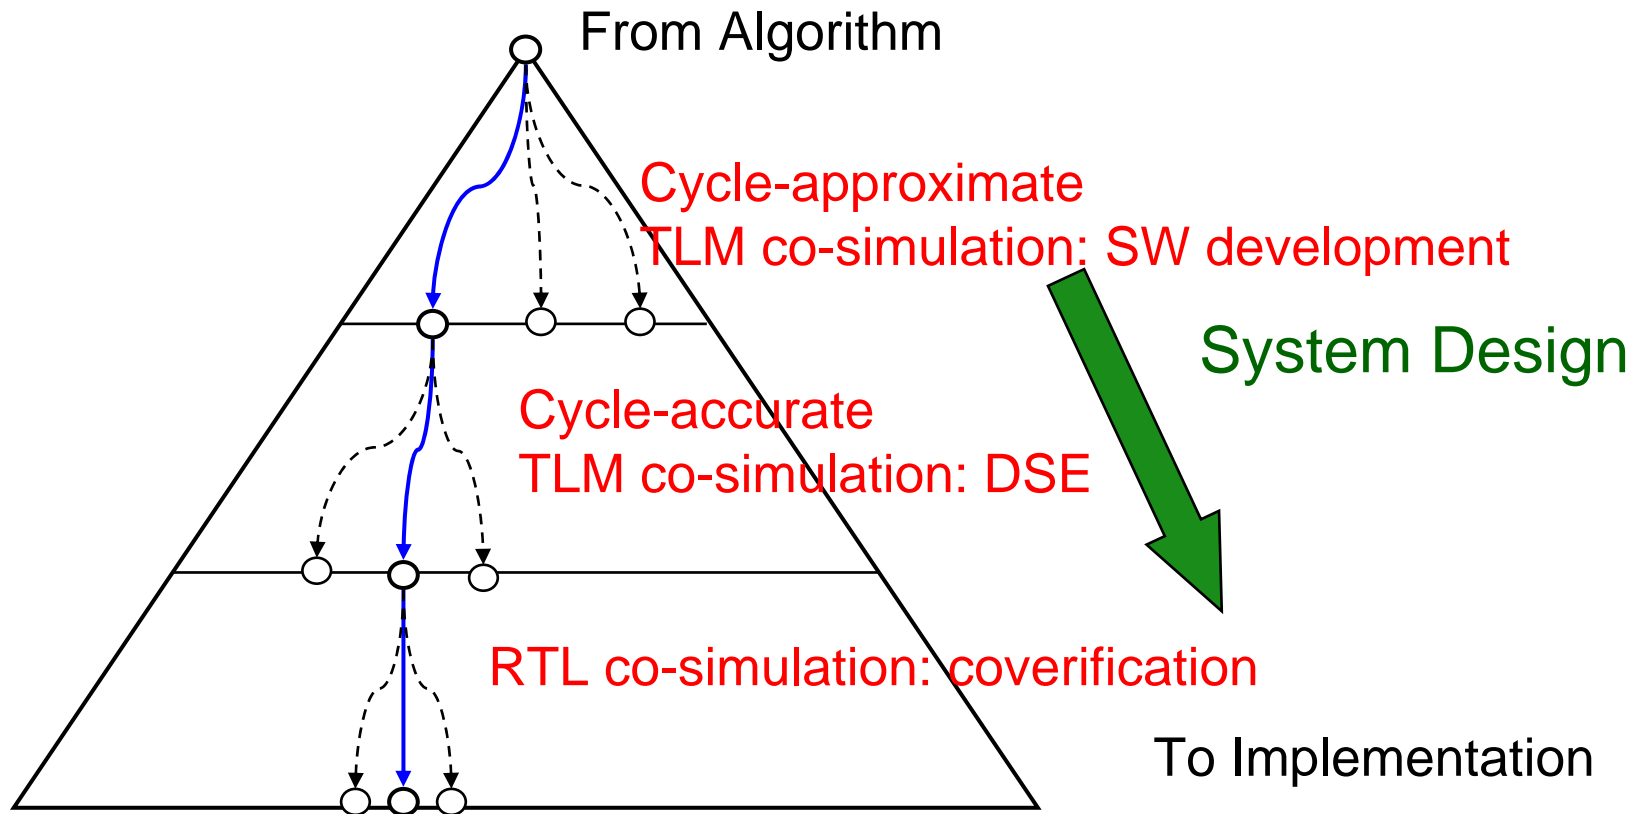 From Algorithm
Cycle-approximate
TLM co-simulation: SW development
System Design
Cycle-accurate
TLM co-simulation: DSE
RTL co-simulation: coverification
To Implementation